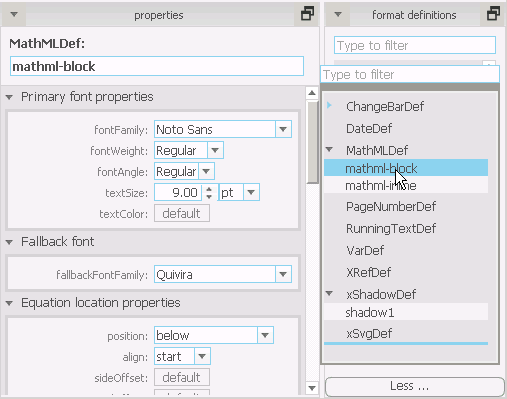 properties
MathMLDef:
mathml-block
Primary font properties
fontFamily: Noto Sans
fontWeight: Regular
fontAngle: Regular
textSize: 9.00 pt
textColor: default
Fallback font
fallbackFontFamily: Quivira
Equation location properties
position: below
align: start
sideOffset: default
format definitions
Type to filter
Type to filter
ChangeBarDef
DateDef
MathMLDef
mathml-block
mathml-inline
PageNumberDef
RunningTextDef
VarDef
XRefDef
xShadowDef
shadow1
xSvgDef
Less ...